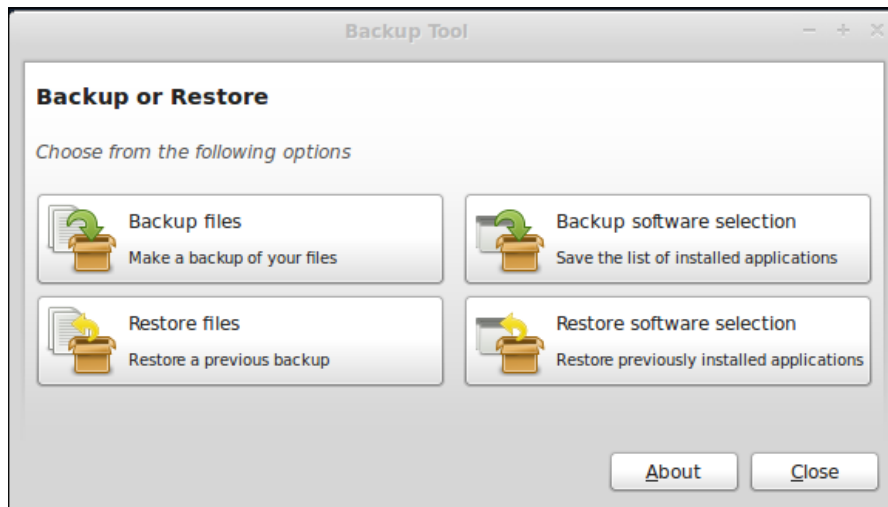 Backup Tool
Backup or Restore
Choose from the following options
Backup files
Make a backup of your files
Backup software selection
Save the list of installed applications
Restore files
Restore a previous backup
Restore software selection
Restore previously installed applications
About
Close